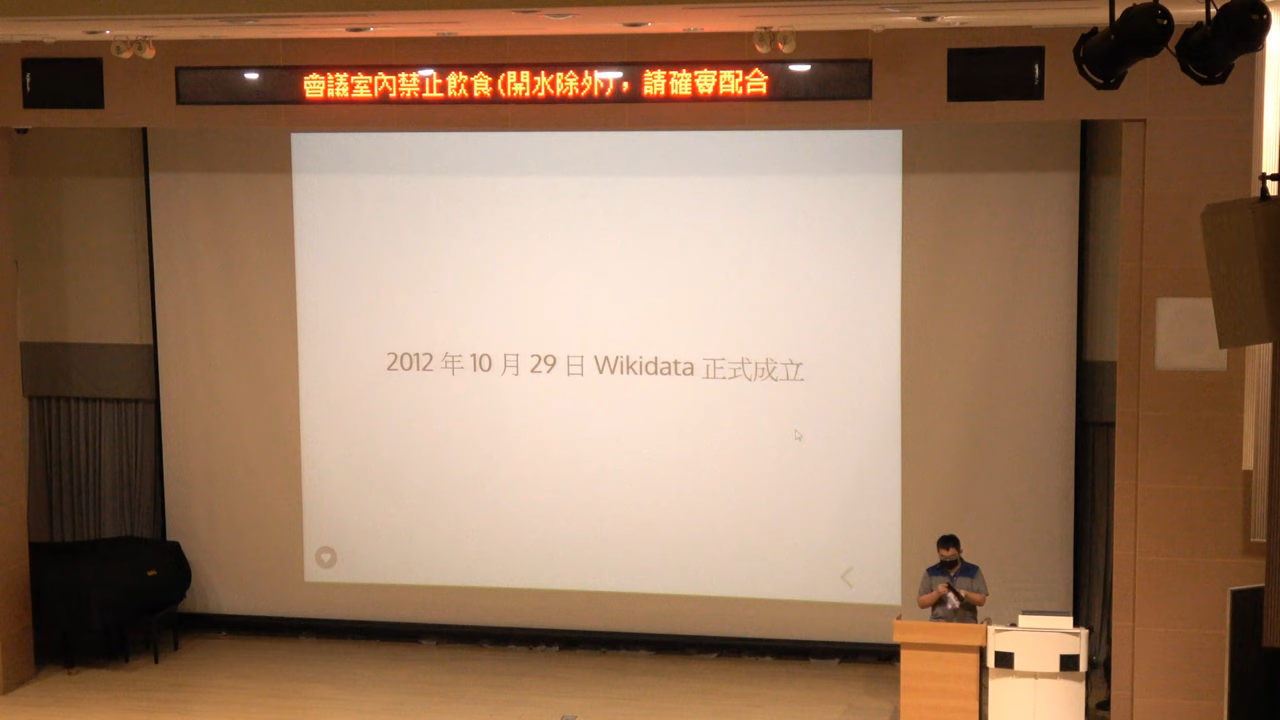 會議室內禁止飲食(開水除外)，請確實配合
2012 年 10 月 29 日 Wikidata 正式成立